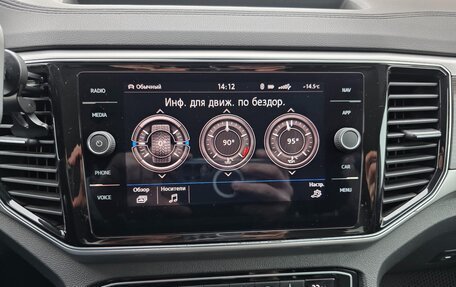 Обычный 14:12 -14.5°C
Инф. для движ. по бездор.
90° 95°
Обзор Носители Настр.
RADIO
MEDIA
PHONE
VOICE
NAV
APP
CAR
MENU